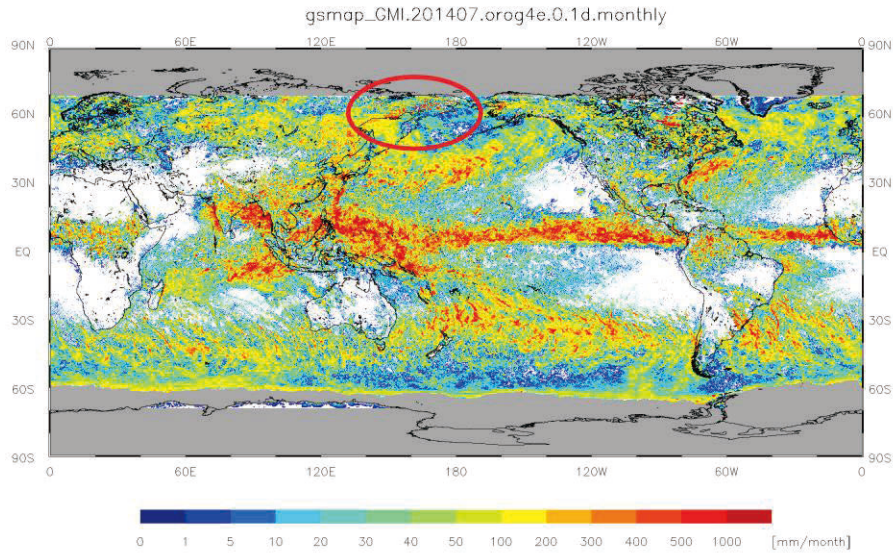 gsmap_GMI.201407.orog4e.0.1d.monthly
0 60E 120E 180 120W 60W 0
90N 90N
60N 60N
30N 30N
EQ EQ
30S 30S
60S 60S
90S 90S
0 60E 120E 180 120W 60W 0
0 1 5 10 20 30 40 50 100 200 300 400 500 1000 [mm/month]